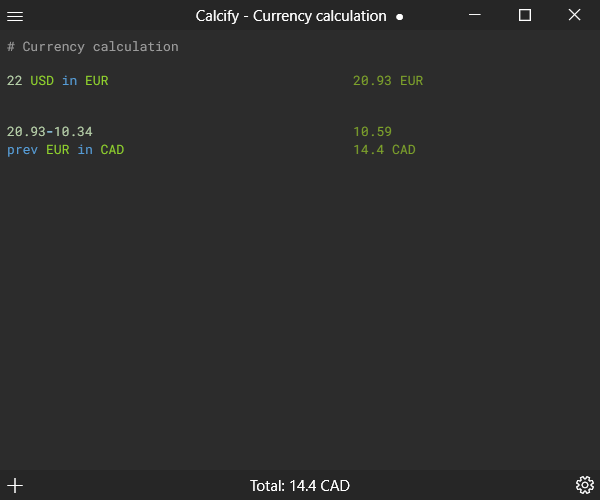 Calcify - Currency calculation ●
# Currency calculation
22 USD in EUR 20.93 EUR
20.93-10.34 10.59
prev EUR in CAD 14.4 CAD
Total: 14.4 CAD